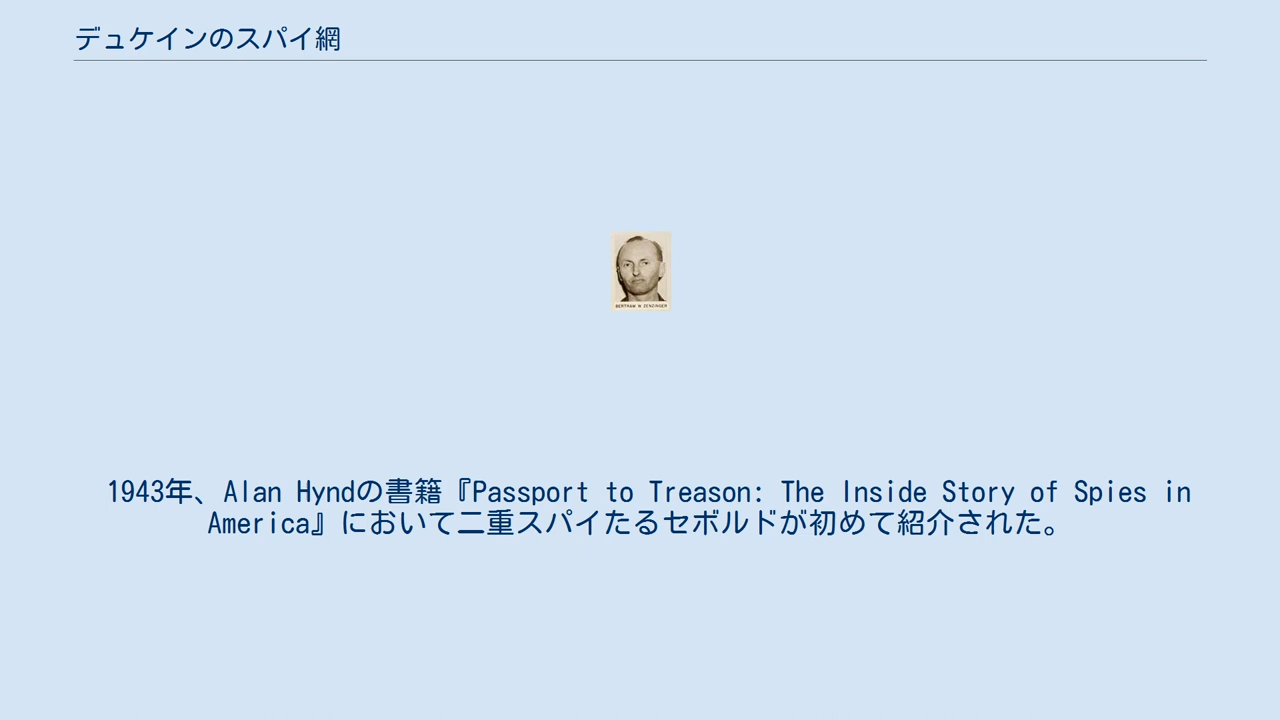 デュケインのスパイ網
BERTRAM W ZENZINGER
1943年、Alan Hyndの書籍『Passport to Treason: The Inside Story of Spies in
America』において二重スパイたるセボルドが初めて紹介された。